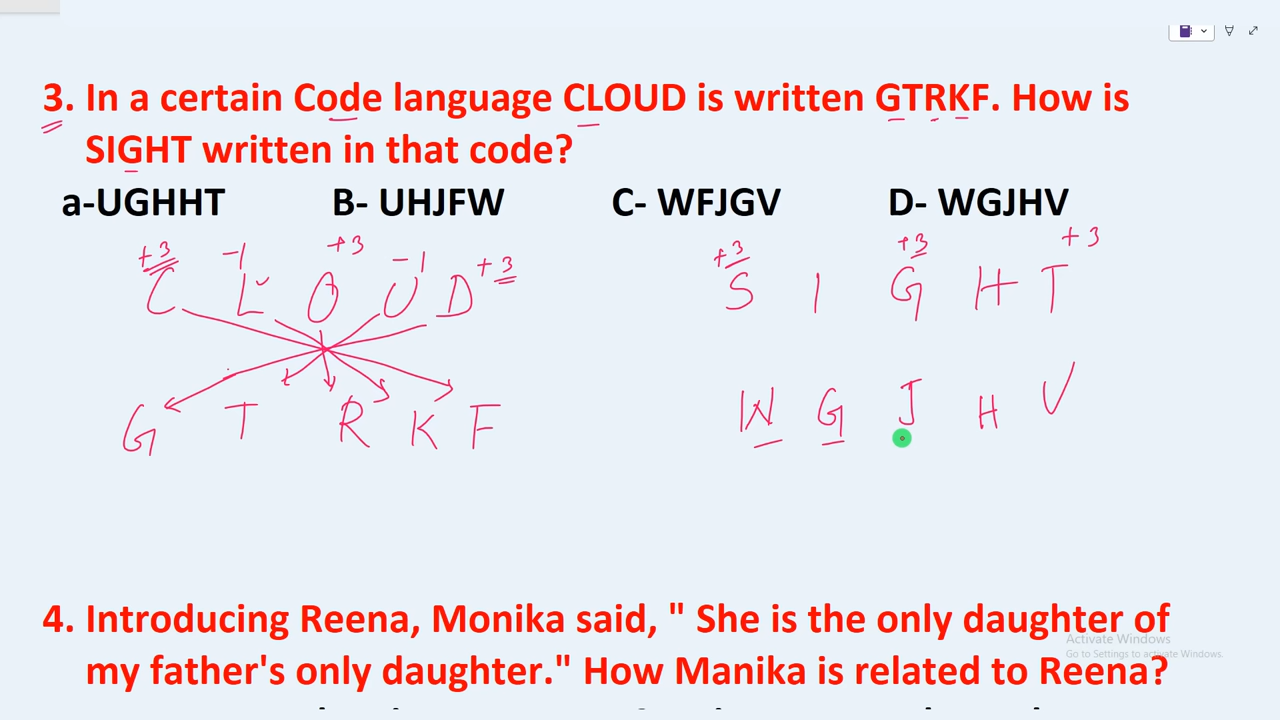 3. In a certain Code language CLOUD is written GTRKF. How is
SIGHT written in that code?
a-UGHHT B- UHJFW C- WFJGV D- WGJHV
+3 -1 +3 -1 +3 +3 +3 +3
C L O U D S I G H T
G T R K F W G J H V
4. Introducing Reena, Monika said, " She is the only daughter of
Activate Windows
my father's only daughter." How Manika is related to Reena?
Go to Settings to activate Windows.